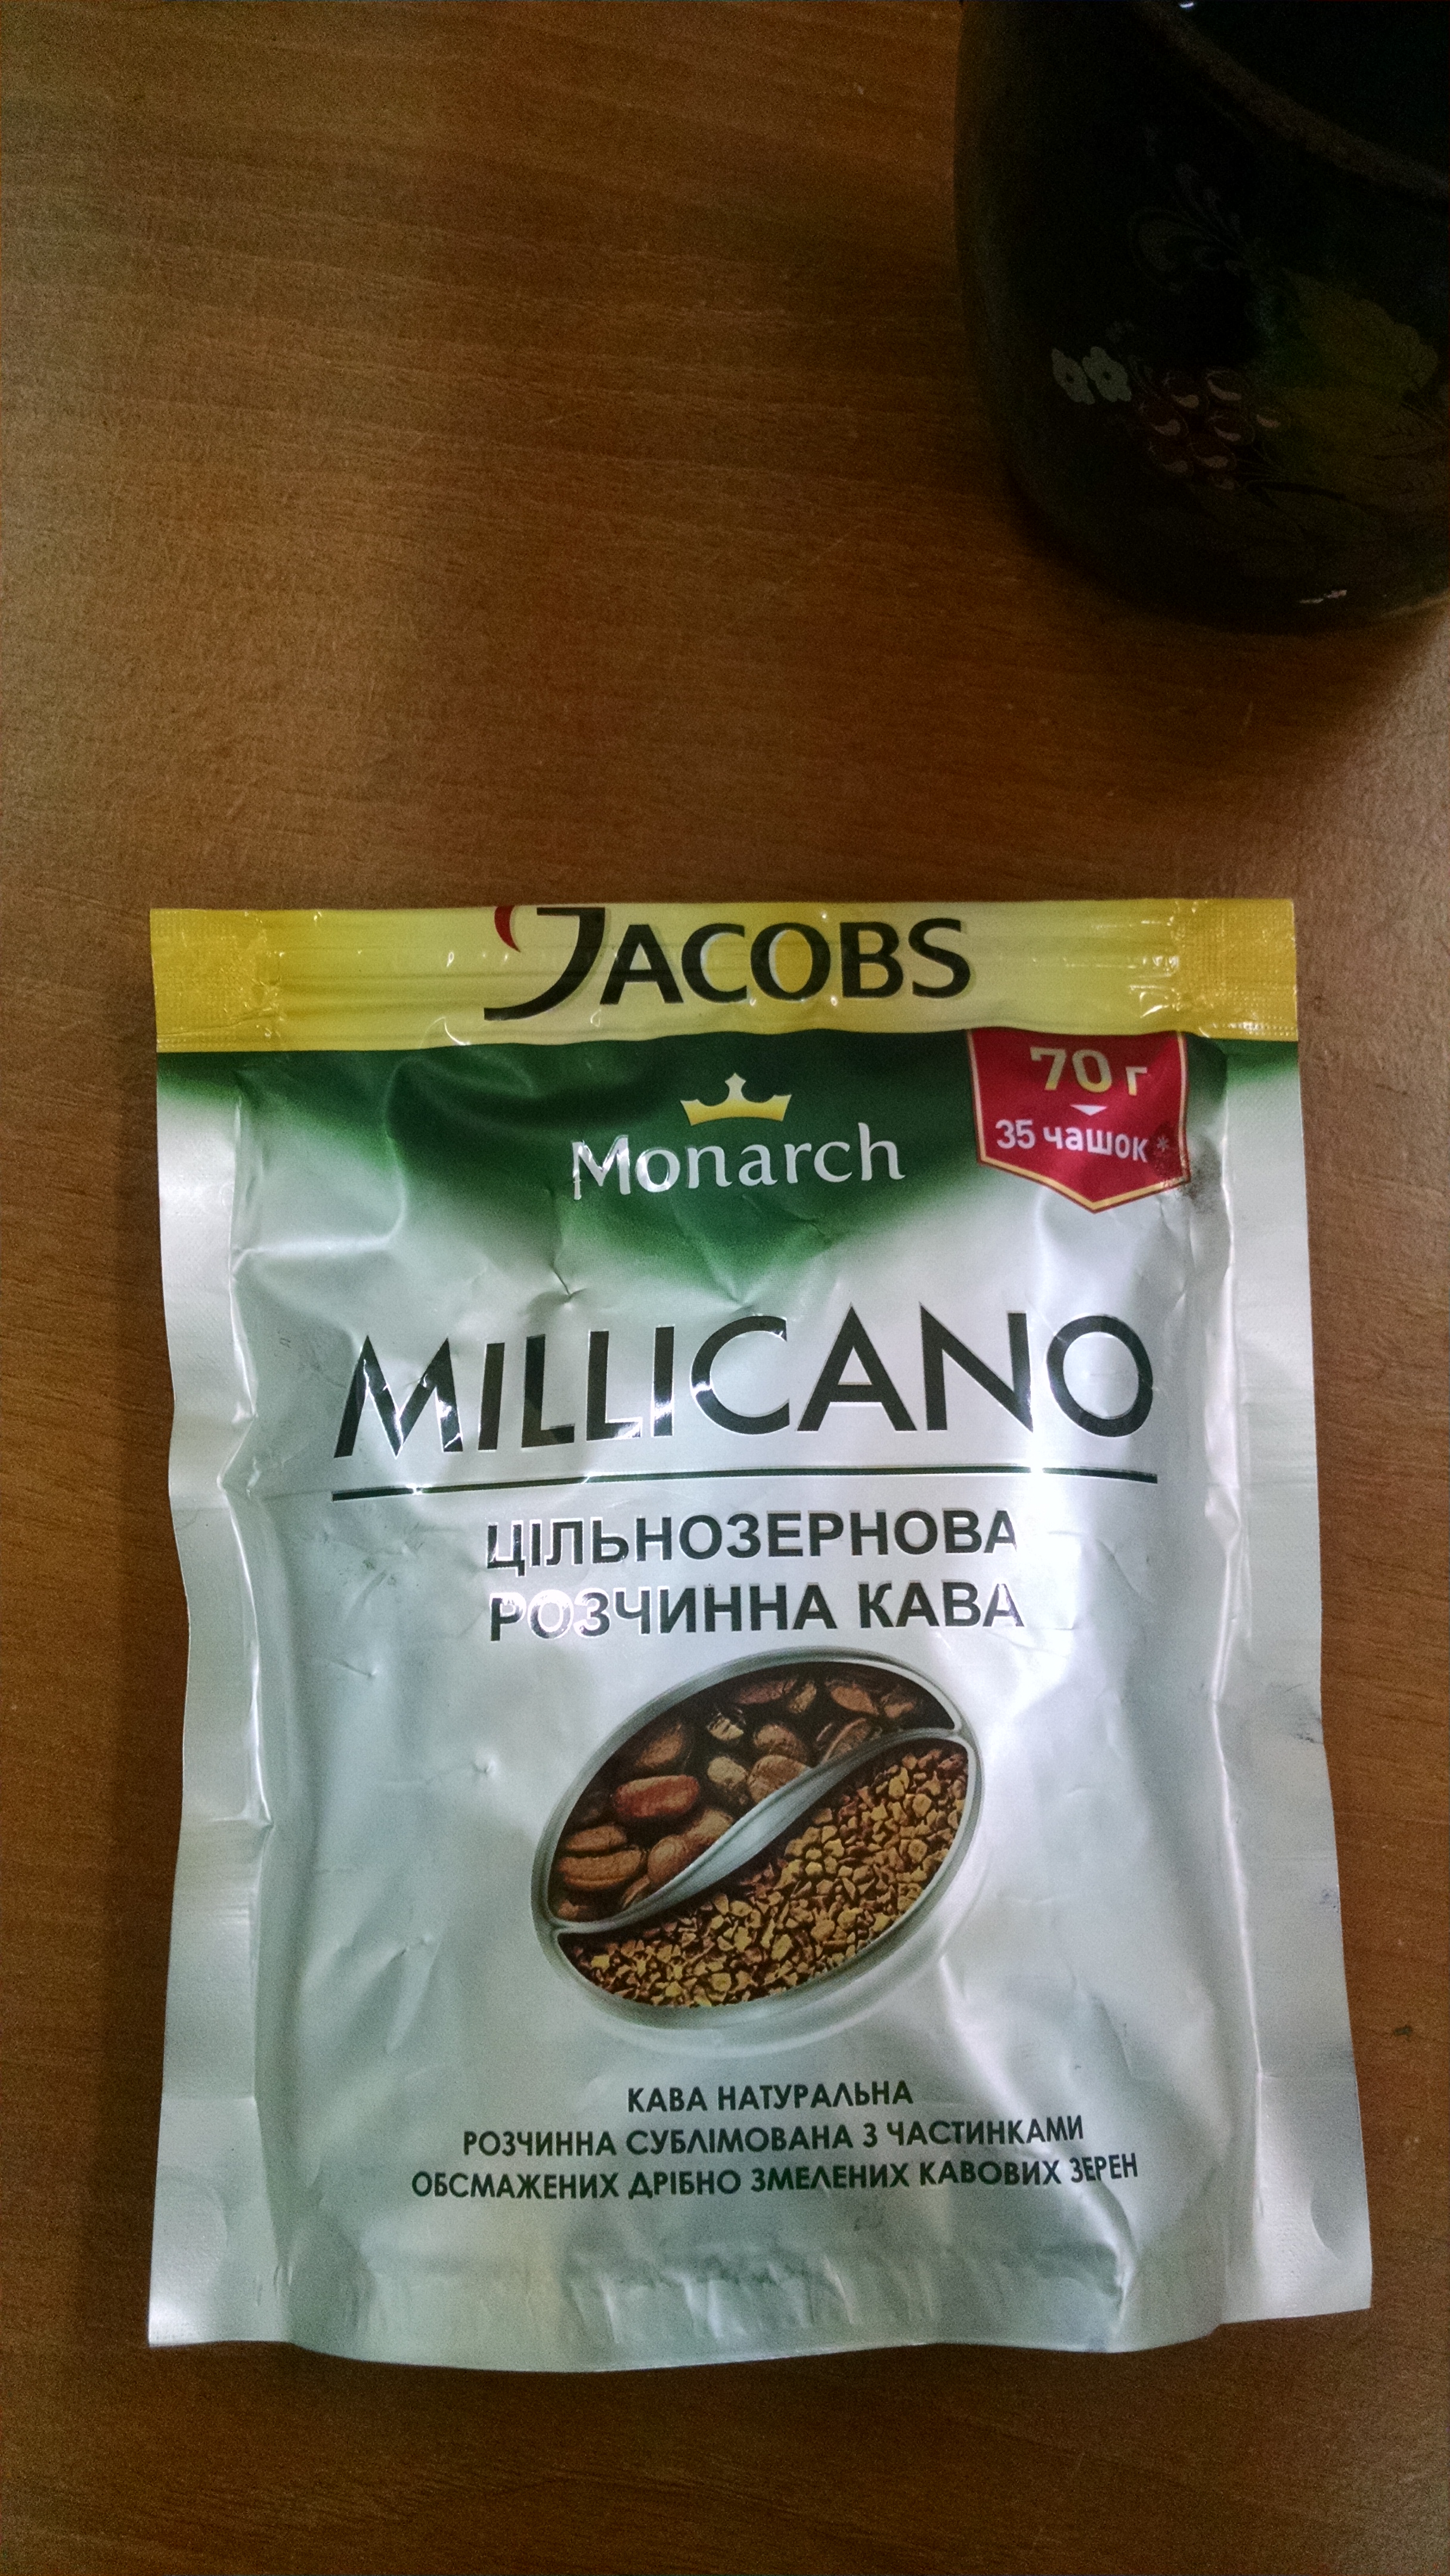 JACOBS
Monarch
70 г
35 чашок*
MILLICANO
ЦІЛЬНОЗЕРНОВА
РОЗЧИННА КАВА
КАВА НАТУРАЛЬНА
РОЗЧИННА СУБЛІМОВАНА З ЧАСТИНКАМИ
ОБСМАЖЕНИХ ДРІБНО ЗМЕЛЕНИХ КАВОВИХ ЗЕРЕН